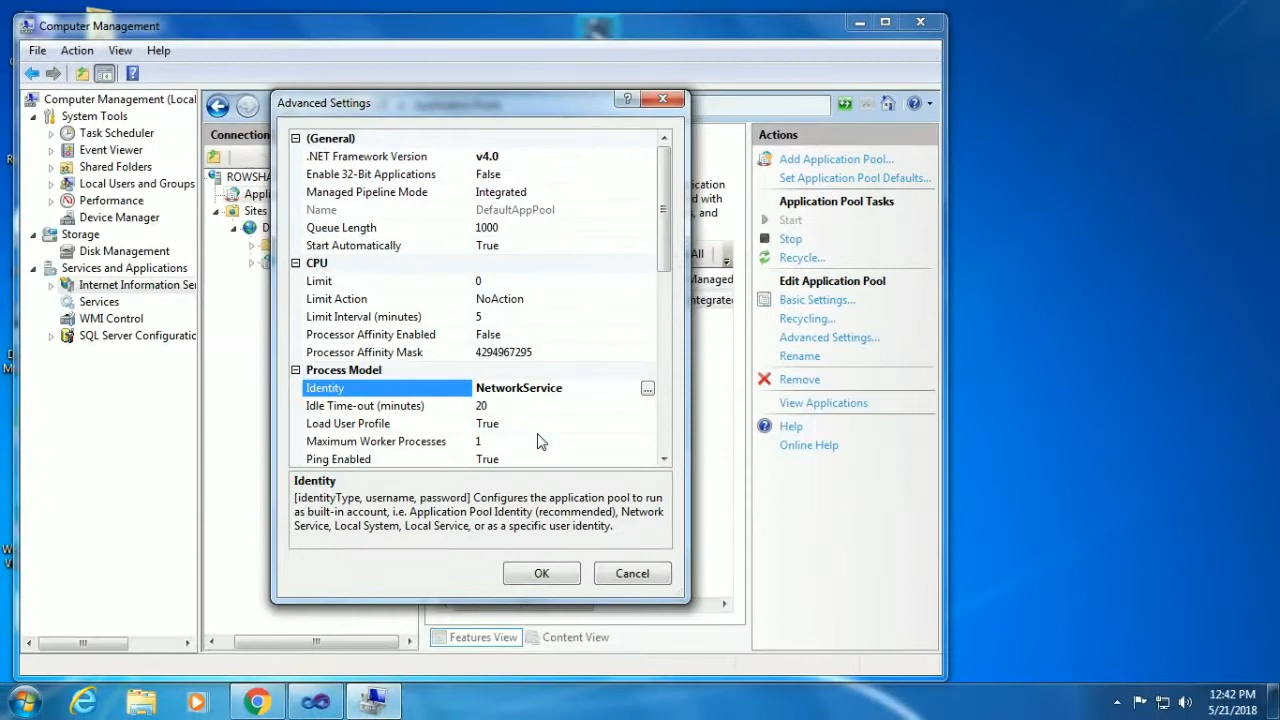 Computer Management
File Action View Help
Computer Management (Local
System Tools
Task Scheduler
Event Viewer
Shared Folders
Local Users and Groups
Performance
Device Manager
Storage
Disk Management
Services and Applications
Internet Information Se
Services
WMI Control
SQL Server Configuratio
Connection
ROWSHA
Appli
Sites
D
Advanced Settings
(General)
.NET Framework Version v4.0
Enable 32-Bit Applications False
Managed Pipeline Mode Integrated
Name DefaultAppPool
Queue Length 1000
Start Automatically True
CPU
Limit 0
Limit Action NoAction
Limit Interval (minutes) 5
Processor Affinity Enabled False
Processor Affinity Mask 4294967295
Process Model
Identity NetworkService ...
Idle Time-out (minutes) 20
Load User Profile True
Maximum Worker Processes 1
Ping Enabled True
Identity
[identityType, username, password] Configures the application pool to run
as built-in account, i.e. Application Pool Identity (recommended), Network
Service, Local System, Local Service, or as a specific user identity.
OK Cancel
ication
d with
s, and
All
Managed
ntegrated
Features View Content View
Actions
Add Application Pool...
Set Application Pool Defaults...
Application Pool Tasks
Start
Stop
Recycle...
Edit Application Pool
Basic Settings...
Recycling...
Advanced Settings...
Rename
Remove
View Applications
Help
Online Help
12:42 PM
5/21/2018